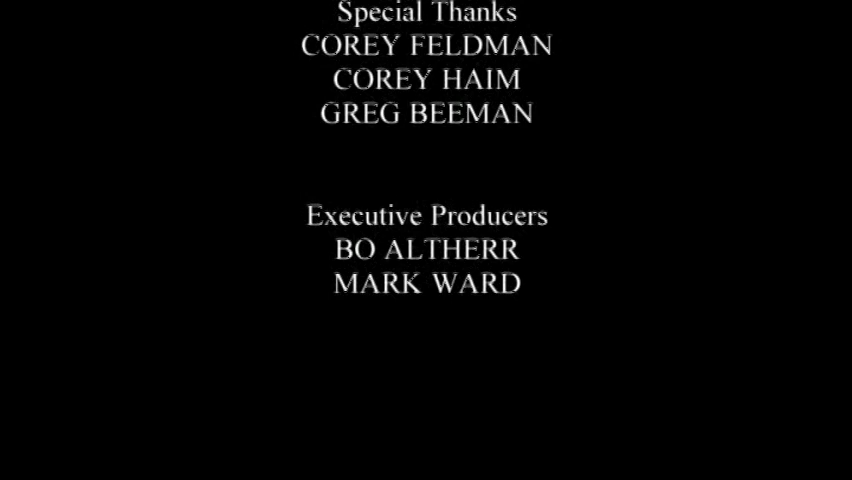 Special Thanks
COREY FELDMAN
COREY HAIM
GREG BEEMAN
Executive Producers
BO ALTHERR
MARK WARD